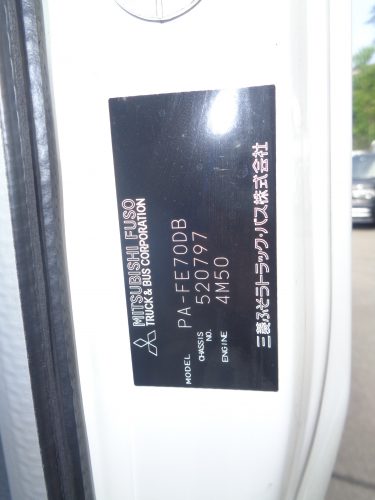 MITSUBISHI FUSO
TRUCK & BUS CORPORATION
MODEL PA-FE70DB
CHASSIS NO. 520797
ENGINE 4M50
三菱ふそうトラック・バス株式会社